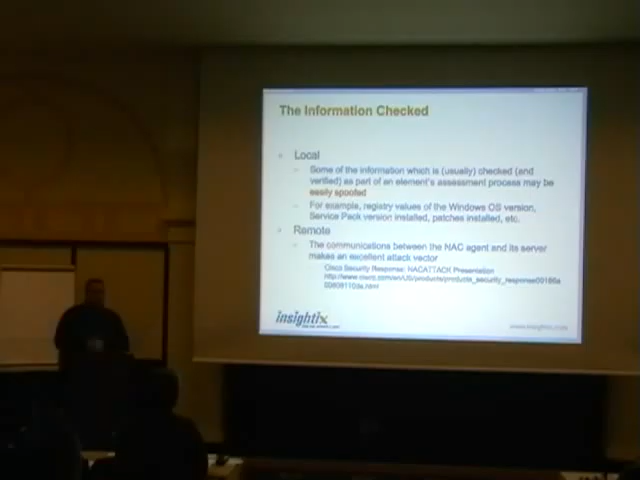 The Information Checked
Local
Some of the information which is (usually) checked (and
verified) as part of an element's assessment process may be
easily spoofed
For example, registry values of the Windows OS version,
Service Pack version installed, patches installed, etc.
Remote
The communications between the NAC agent and its server
makes an excellent attack vector
Cisco Security Response: NACATTACK Presentation
insightix
www.insightix.com